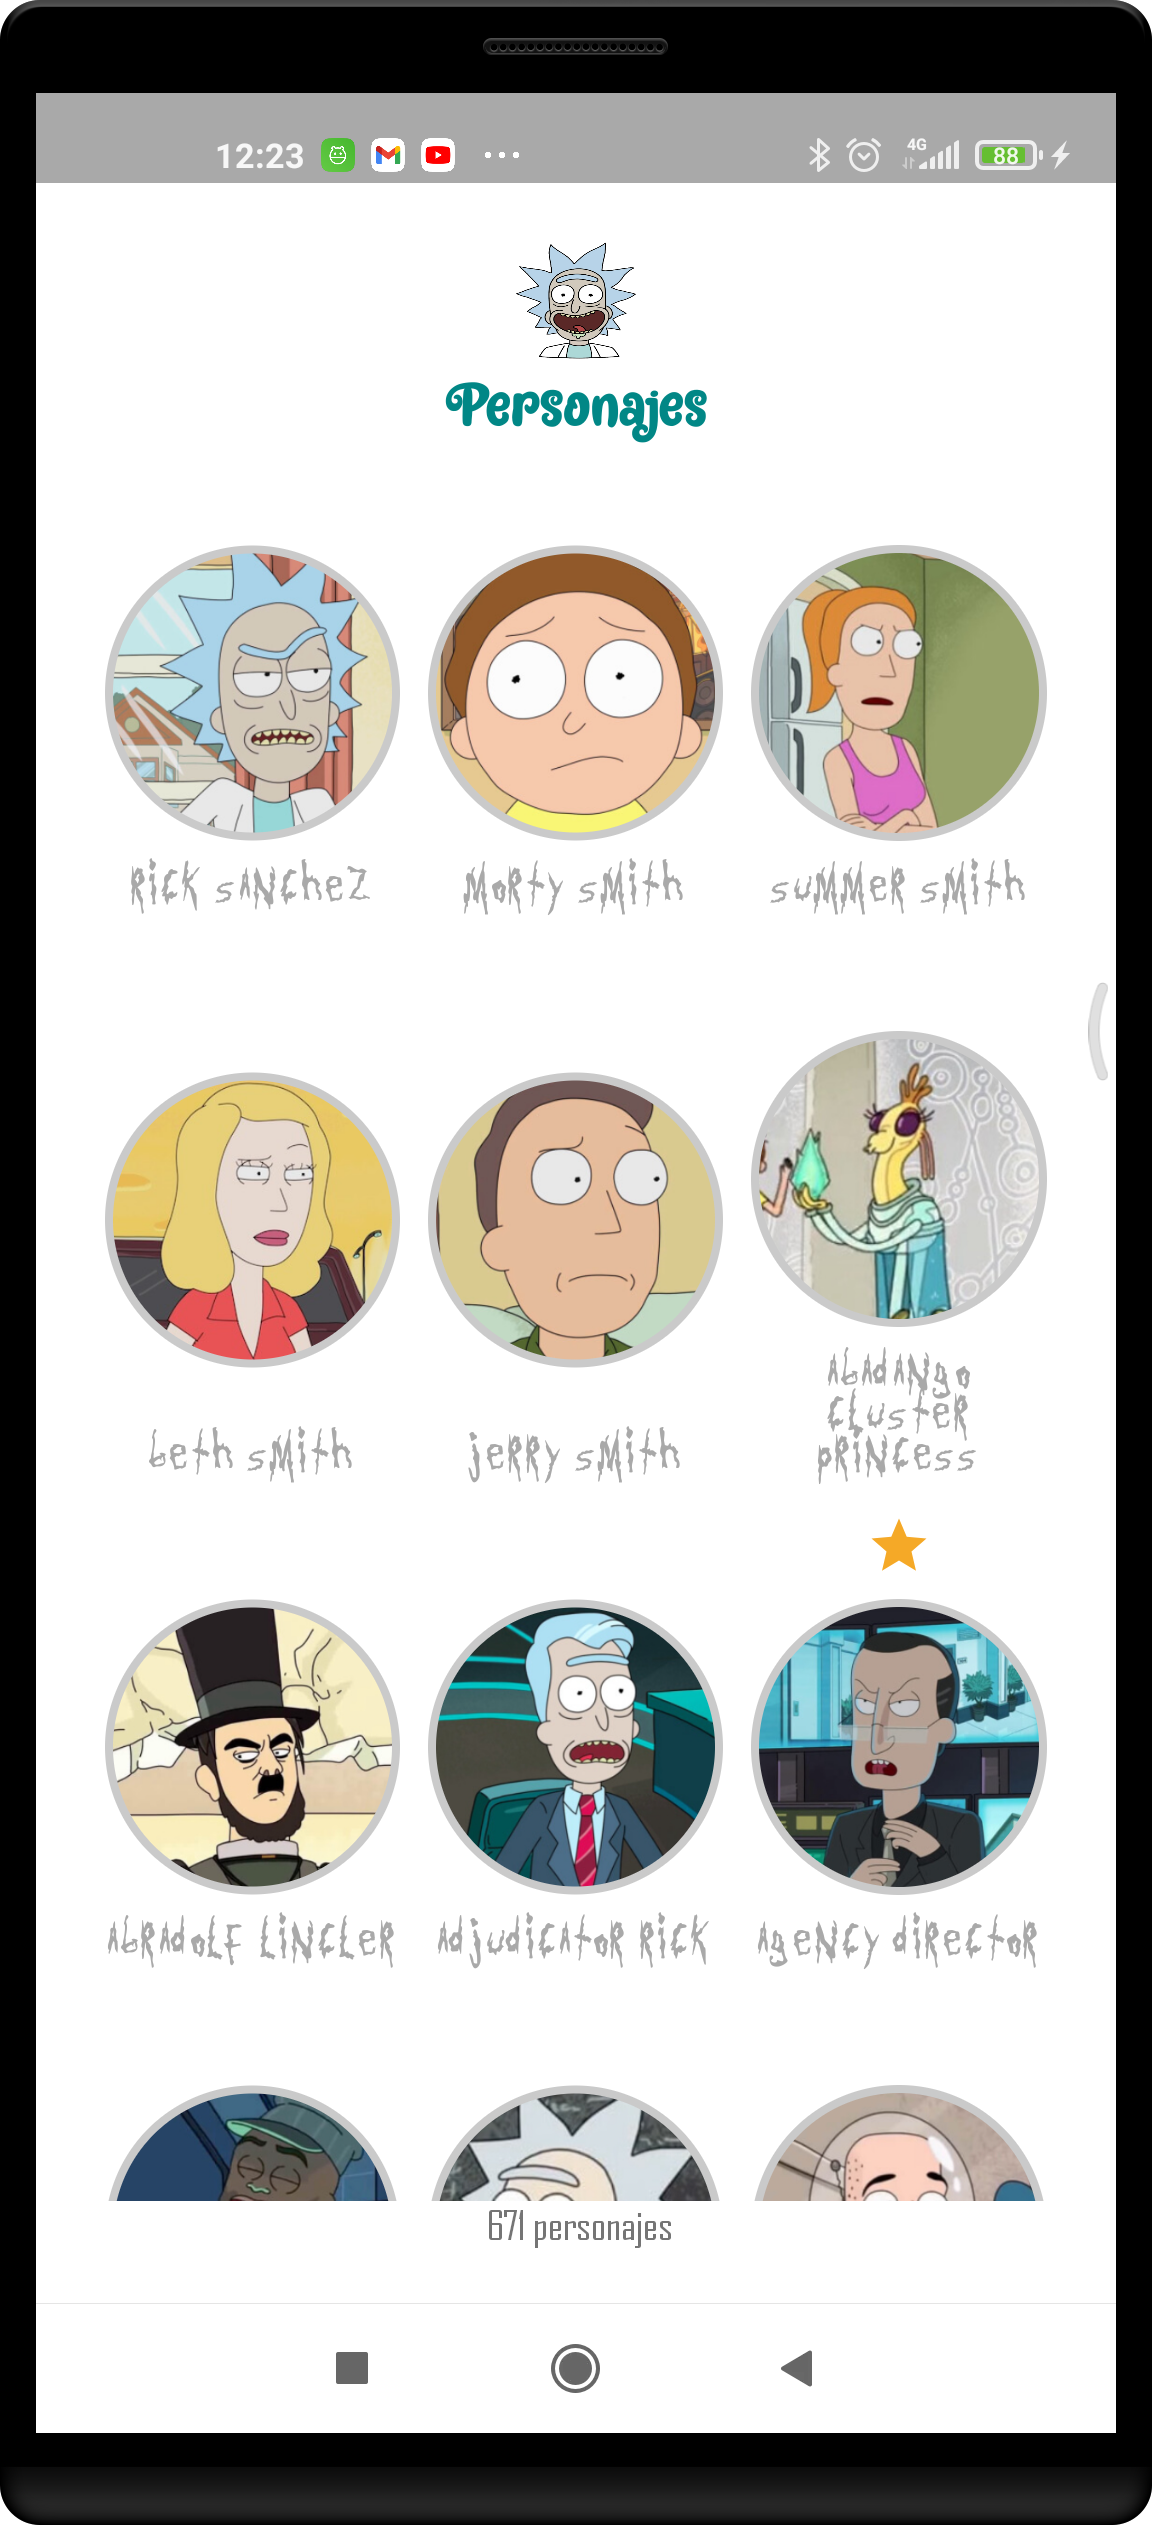 12:23
4G
88
Personajes
Rick Sanchez
Morty Smith
Summer Smith
Beth Smith
Jerry Smith
Abadango
Cluster
Princess
Abradolf Lincler
Adjudicator Rick
Agency Director
671 personajes